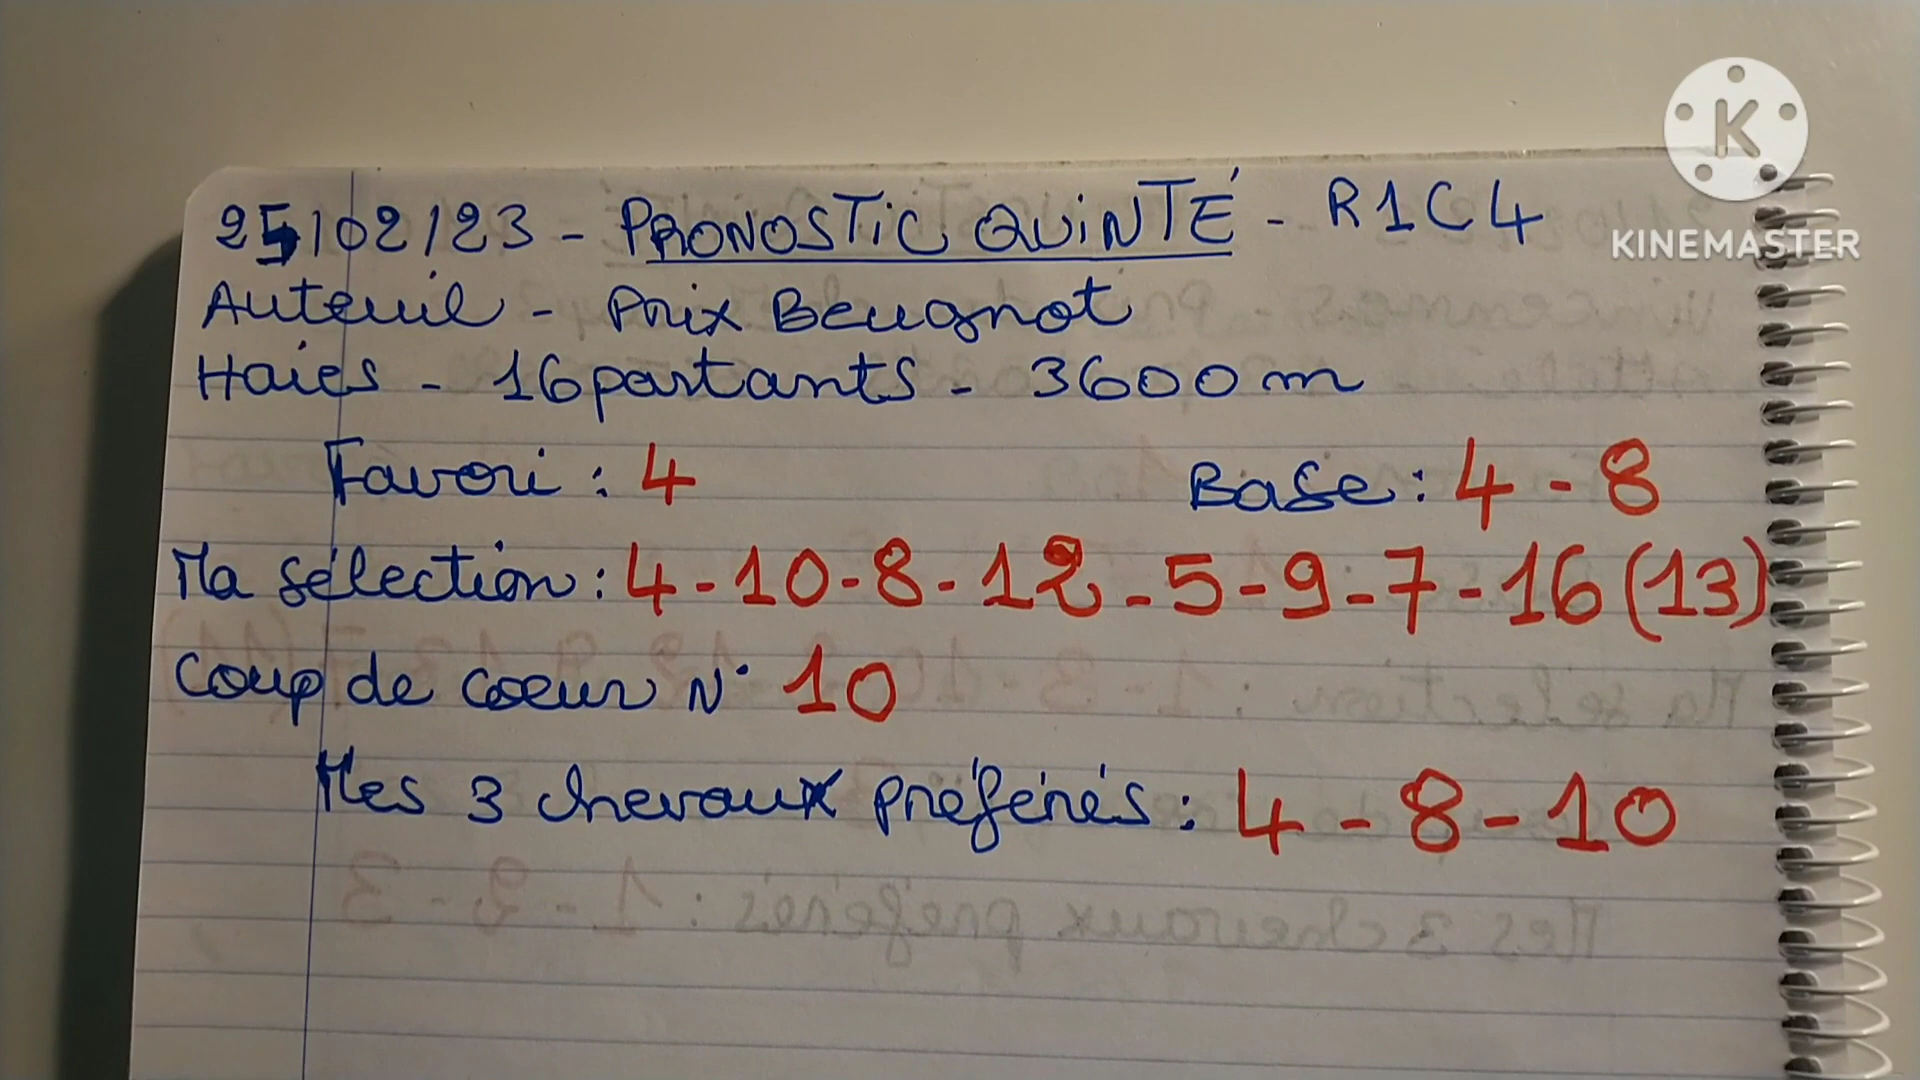 25/02/23 - PRONOSTIC QUINTÉ - R1C4
Auteuil - Prix Beugnot
Haies - 16 partants - 3600 m
Favori : 4 Base : 4 - 8
Ma sélection : 4 - 10 - 8 - 12 - 5 - 9 - 7 - 16 (13)
Coup de coeur N° 10
Mes 3 chevaux préférés : 4 - 8 - 10
K
KINEMASTER